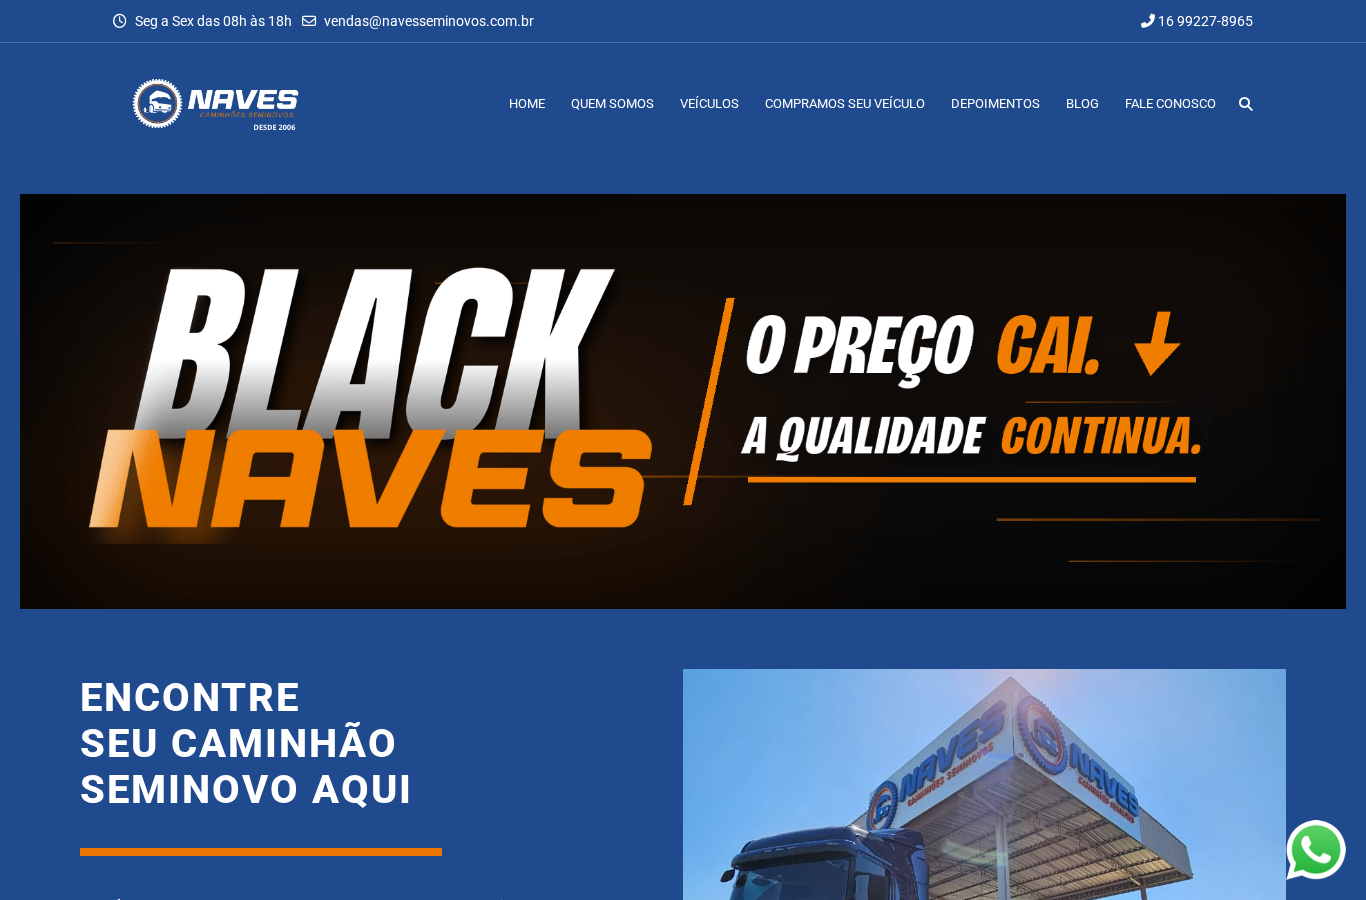 Seg a Sex das 08h às 18h vendas@navesseminovos.com.br 16 99227-8965
NAVES
CAMINHÕES SEMINOVOS
DESDE 2006
HOME QUEM SOMOS VEÍCULOS COMPRAMOS SEU VEÍCULO DEPOIMENTOS BLOG FALE CONOSCO
BLACK
NAVES
O PREÇO CAI.
A QUALIDADE CONTINUA.
ENCONTRE
SEU CAMINHÃO
SEMINOVO AQUI
NAVES
CAMINHÕES SEMINOVOS
NAVES
CAMINHÕES SEMINOVOS